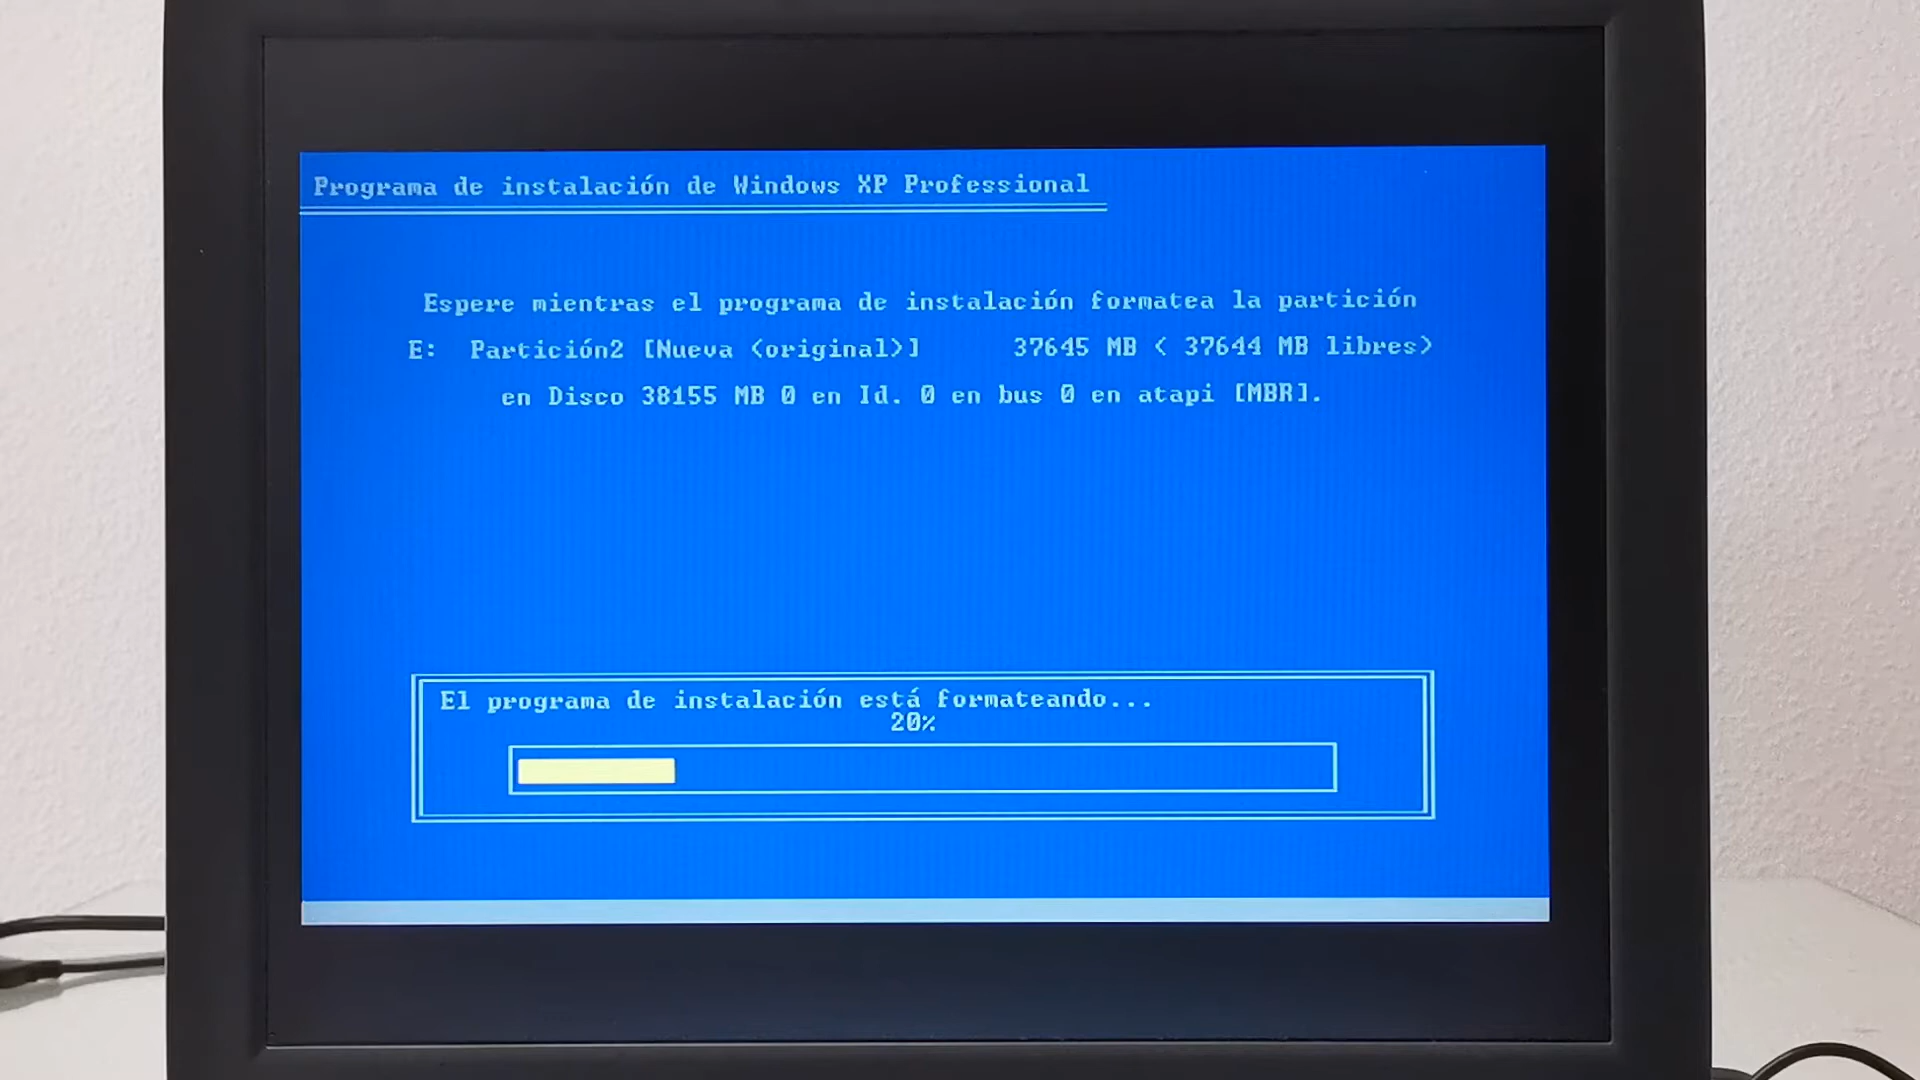 Programa de instalación de Windows XP Professional
Espere mientras el programa de instalación formatea la partición
E: Partición2 [Nueva <original>] 37645 MB < 37644 MB libres>
en Disco 38155 MB 0 en Id. 0 en bus 0 en atapi [MBR].
El programa de instalación está formateando...
20%